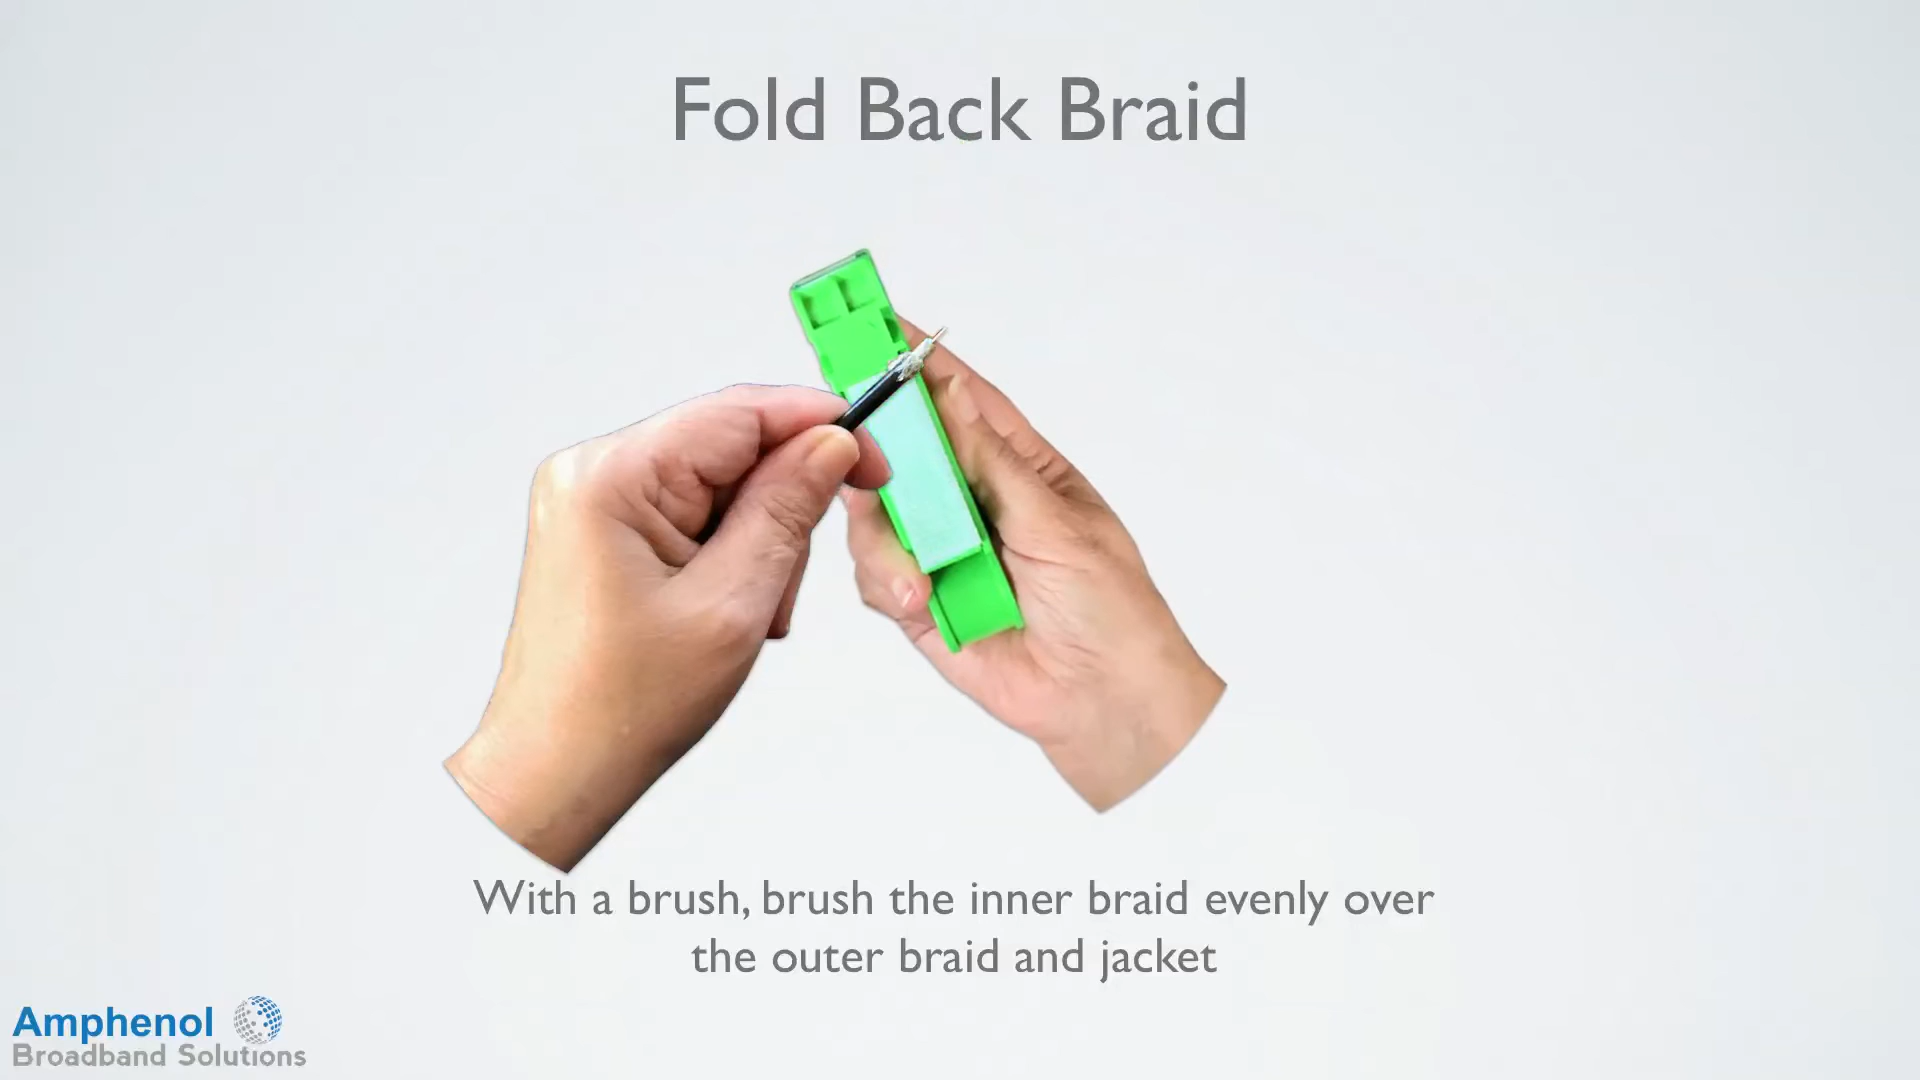 Fold Back Braid
With a brush, brush the inner braid evenly over
the outer braid and jacket
Amphenol
Broadband Solutions